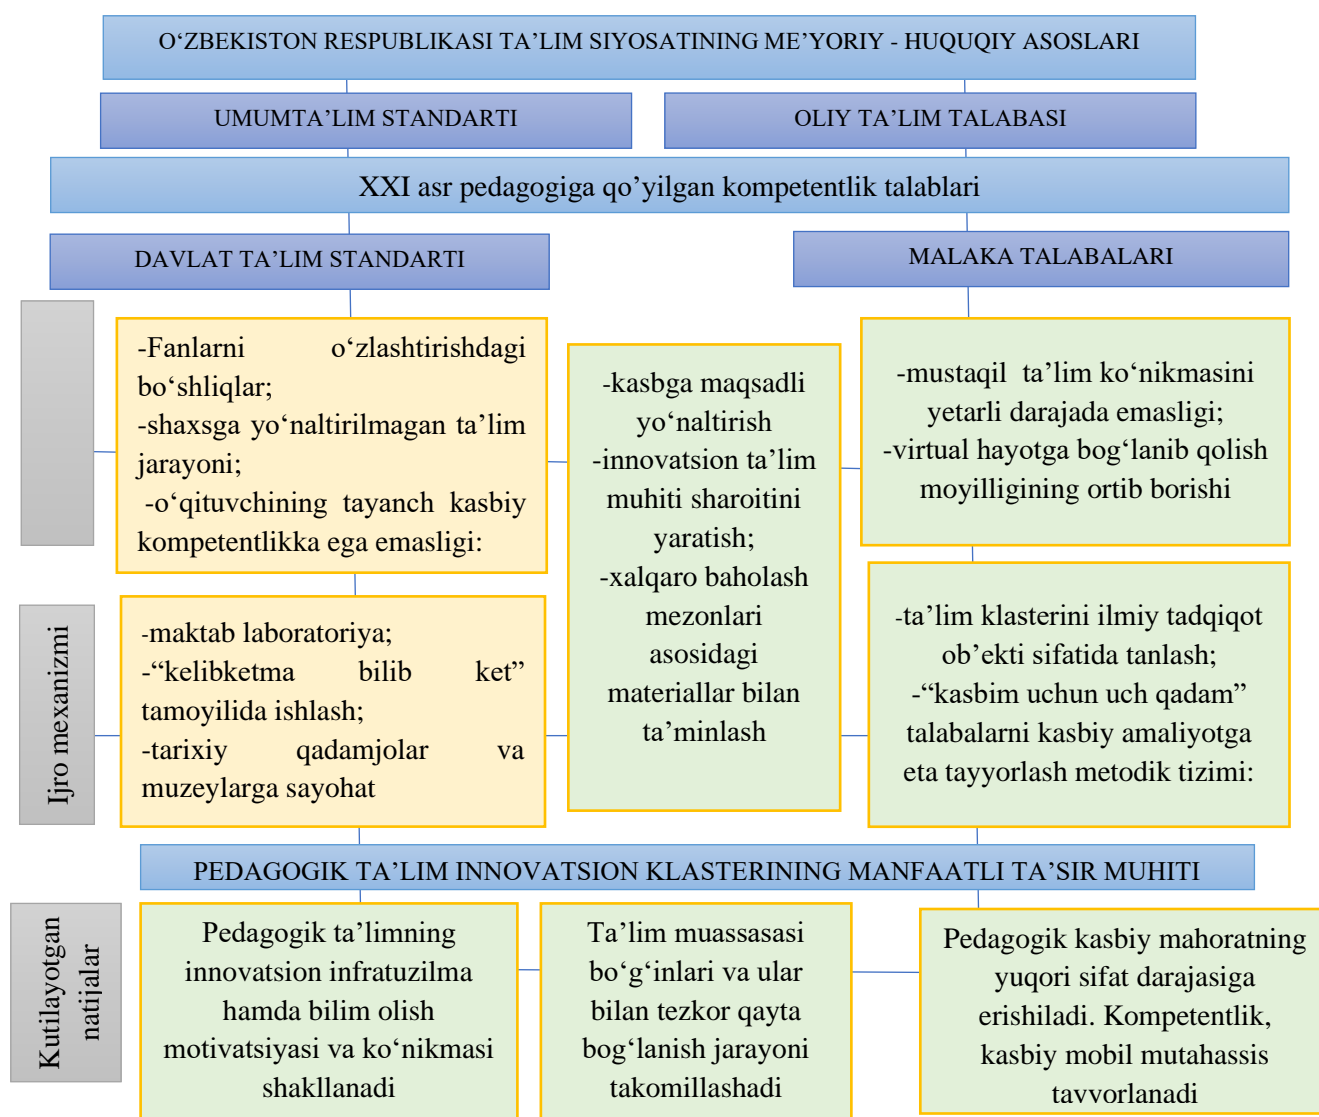 O‘ZBEKISTON RESPUBLIKASI TA’LIM SIYOSATINING ME’YORIY - HUQUQIY ASOSLARI
UMUMTA’LIM STANDARTI
OLIY TA’LIM TALABASI
XXI asr pedagogiga qo’yilgan kompetentlik talablari
DAVLAT TA’LIM STANDARTI
MALAKA TALABALARI
-Fanlarni o‘zlashtirishdagi
bo‘shliqlar;
-shaxsga yo‘naltirilmagan ta’lim
jarayoni;
-o‘qituvchining tayanch kasbiy
kompetentlikka ega emasligi:
-kasbga maqsadli
yo‘naltirish
-innovatsion ta’lim
muhiti sharoitini
yaratish;
-xalqaro baholash
mezonlari
asosidagi
materiallar bilan
ta’minlash
-mustaqil ta’lim ko‘nikmasini
yetarli darajada emasligi;
-virtual hayotga bog‘lanib qolish
moyilligining ortib borishi
Ijro mexanizmi
-maktab laboratoriya;
-“kelibketma bilib ket”
tamoyilida ishlash;
-tarixiy qadamjolar va
muzeylarga sayohat
-ta’lim klasterini ilmiy tadqiqot
ob’ekti sifatida tanlash;
-“kasbim uchun uch qadam”
talabalarni kasbiy amaliyotga
eta tayyorlash metodik tizimi:
PEDAGOGIK TA’LIM INNOVATSION KLASTERINING MANFAATLI TA’SIR MUHITI
Kutilayotgan
natijalar
Pedagogik ta’limning
innovatsion infratuzilma
hamda bilim olish
motivatsiyasi va ko‘nikmasi
shakllanadi
Ta’lim muassasasi
bo‘g‘inlari va ular
bilan tezkor qayta
bog‘lanish jarayoni
takomillashadi
Pedagogik kasbiy mahoratning
yuqori sifat darajasiga
erishiladi. Kompetentlik,
kasbiy mobil mutahassis
tavvorlanadi